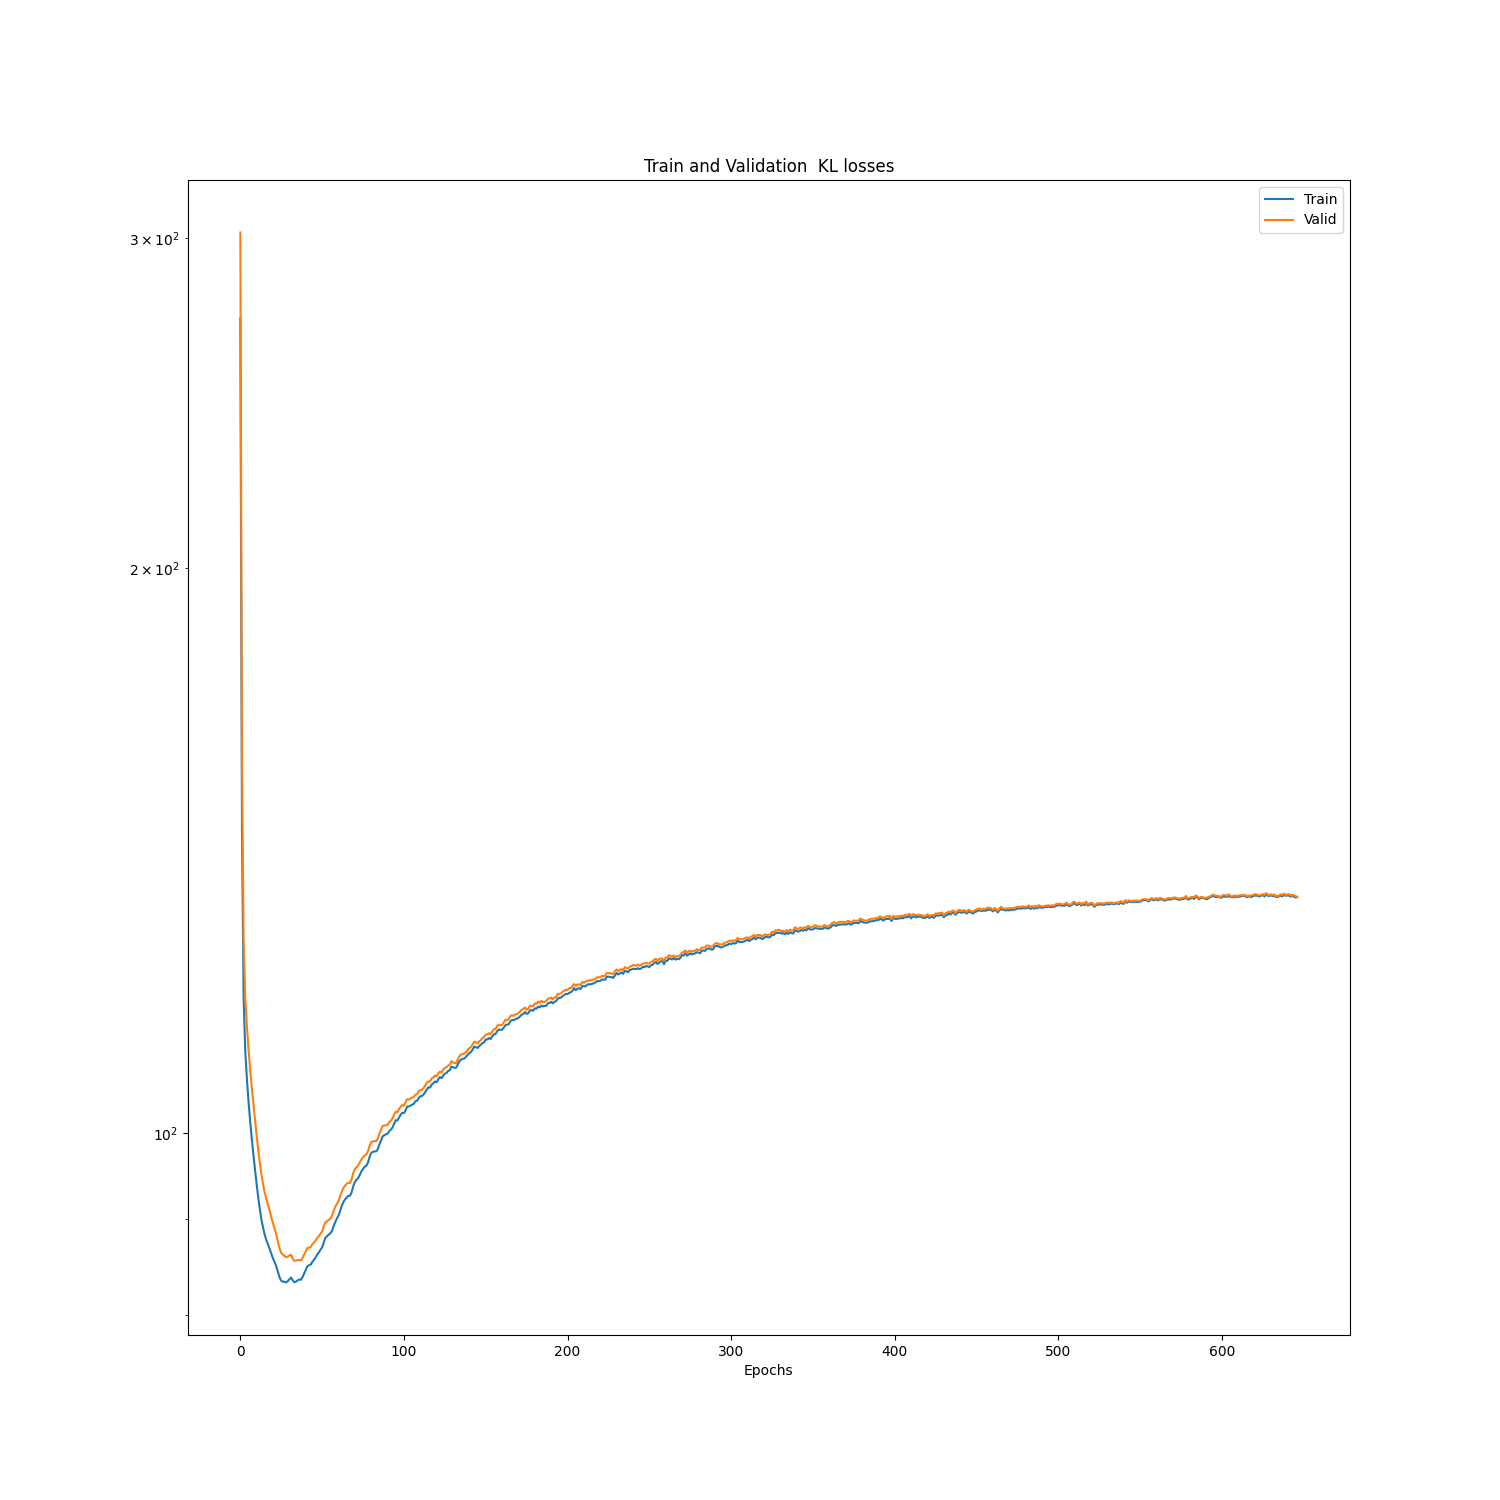 Train and Validation  KL losses
Train
Valid
3 × 10²
2 × 10²
10²
0 100 200 300 400 500 600
Epochs